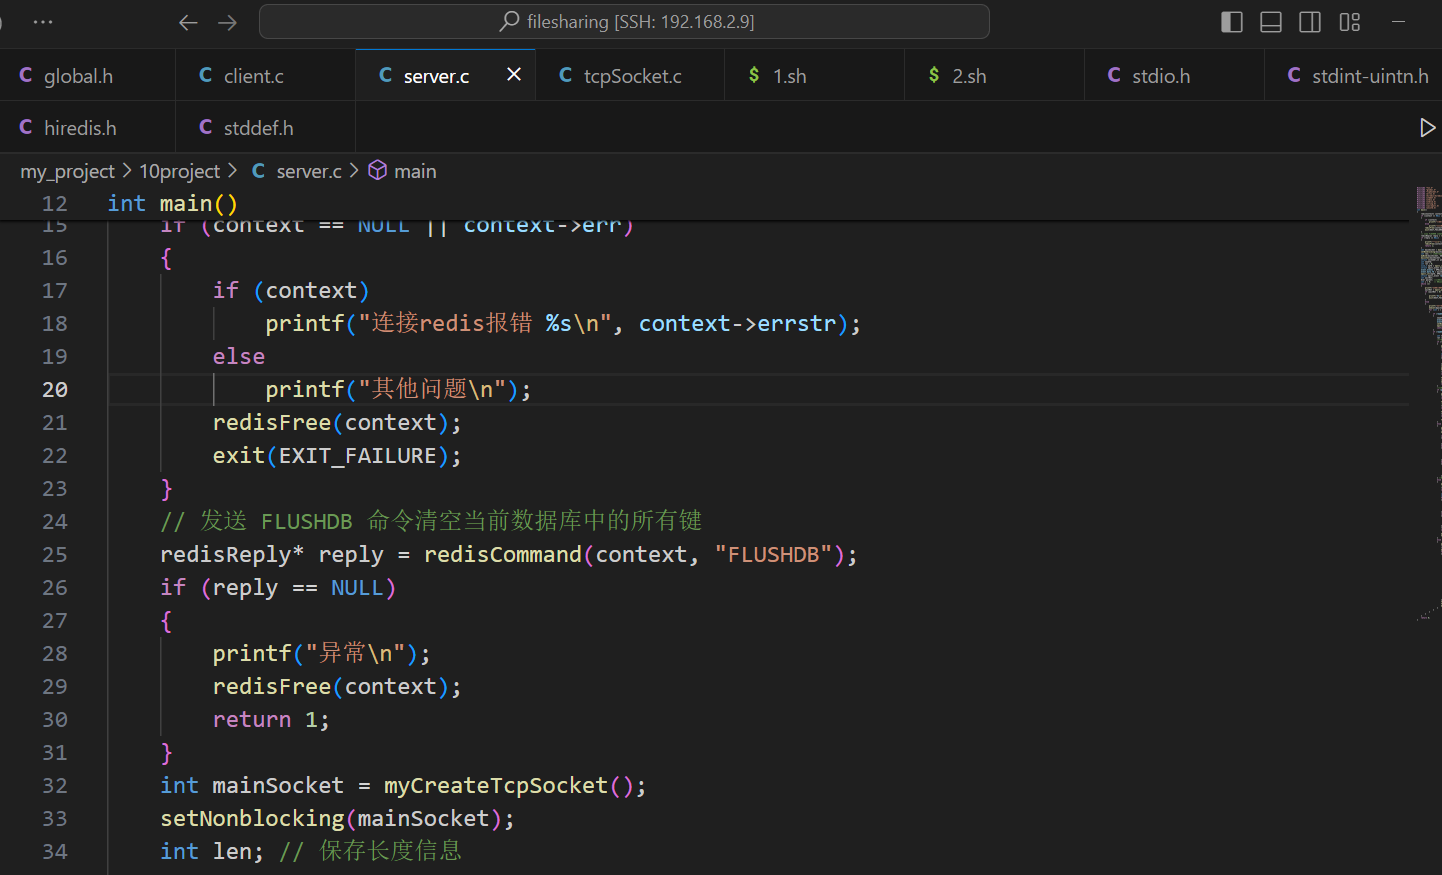 filesharing [SSH: 192.168.2.9]
C global.h
C client.c
C server.c
C tcpSocket.c
$ 1.sh
$ 2.sh
C stdio.h
C stdint-uintn.h
C hiredis.h
C stddef.h
my_project > 10project > C server.c > main
12 int main()
15 if (context == NULL || context->err)
16 {
17 if (context)
18 printf("连接redis报错 %s\n", context->errstr);
19 else
20 printf("其他问题\n");
21 redisFree(context);
22 exit(EXIT_FAILURE);
23 }
24 // 发送 FLUSHDB 命令清空当前数据库中的所有键
25 redisReply* reply = redisCommand(context, "FLUSHDB");
26 if (reply == NULL)
27 {
28 printf("异常\n");
29 redisFree(context);
30 return 1;
31 }
32 int mainSocket = myCreateTcpSocket();
33 setNonblocking(mainSocket);
34 int len; // 保存长度信息